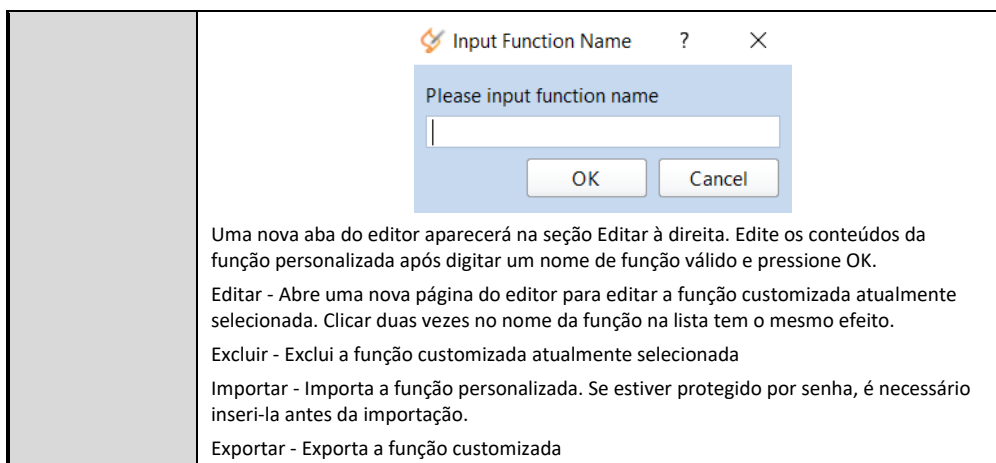 Input Function Name ? ×
Please input function name
OK Cancel
Uma nova aba do editor aparecerá na seção Editar à direita. Edite os conteúdos da
função personalizada após digitar um nome de função válido e pressione OK.
Editar - Abre uma nova página do editor para editar a função customizada atualmente
selecionada. Clicar duas vezes no nome da função na lista tem o mesmo efeito.
Excluir - Exclui a função customizada atualmente selecionada
Importar - Importa a função personalizada. Se estiver protegido por senha, é necessário
inseri-la antes da importação.
Exportar - Exporta a função customizada